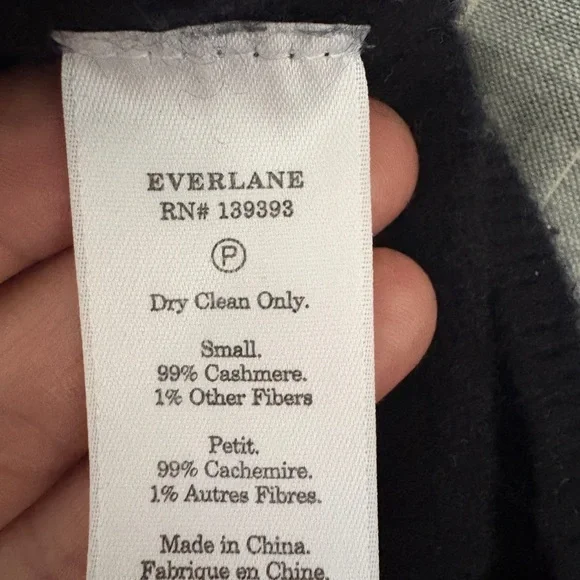 EVERLANE
RN# 139393
P
Dry Clean Only.
Small.
99% Cashmere.
1% Other Fibers
Petit.
99% Cachemire.
1% Autres Fibres.
Made in China.
Fabriqué en Chine.